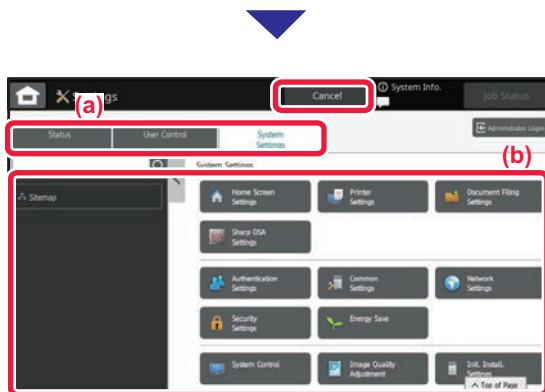 Settings
(a)
Cancel
System Info.
Job Status
Status
User Control
System
Settings
Administrator Login
(b)
System Settings
Sitemap
Home Screen
Settings
Printer
Settings
Document Filing
Settings
Sharp OSA
Settings
Authentication
Settings
Common
Settings
Network
Settings
Security
Settings
Energy Save
System Control
Image Quality
Adjustment
Init. Install.
Settings
Top of Page